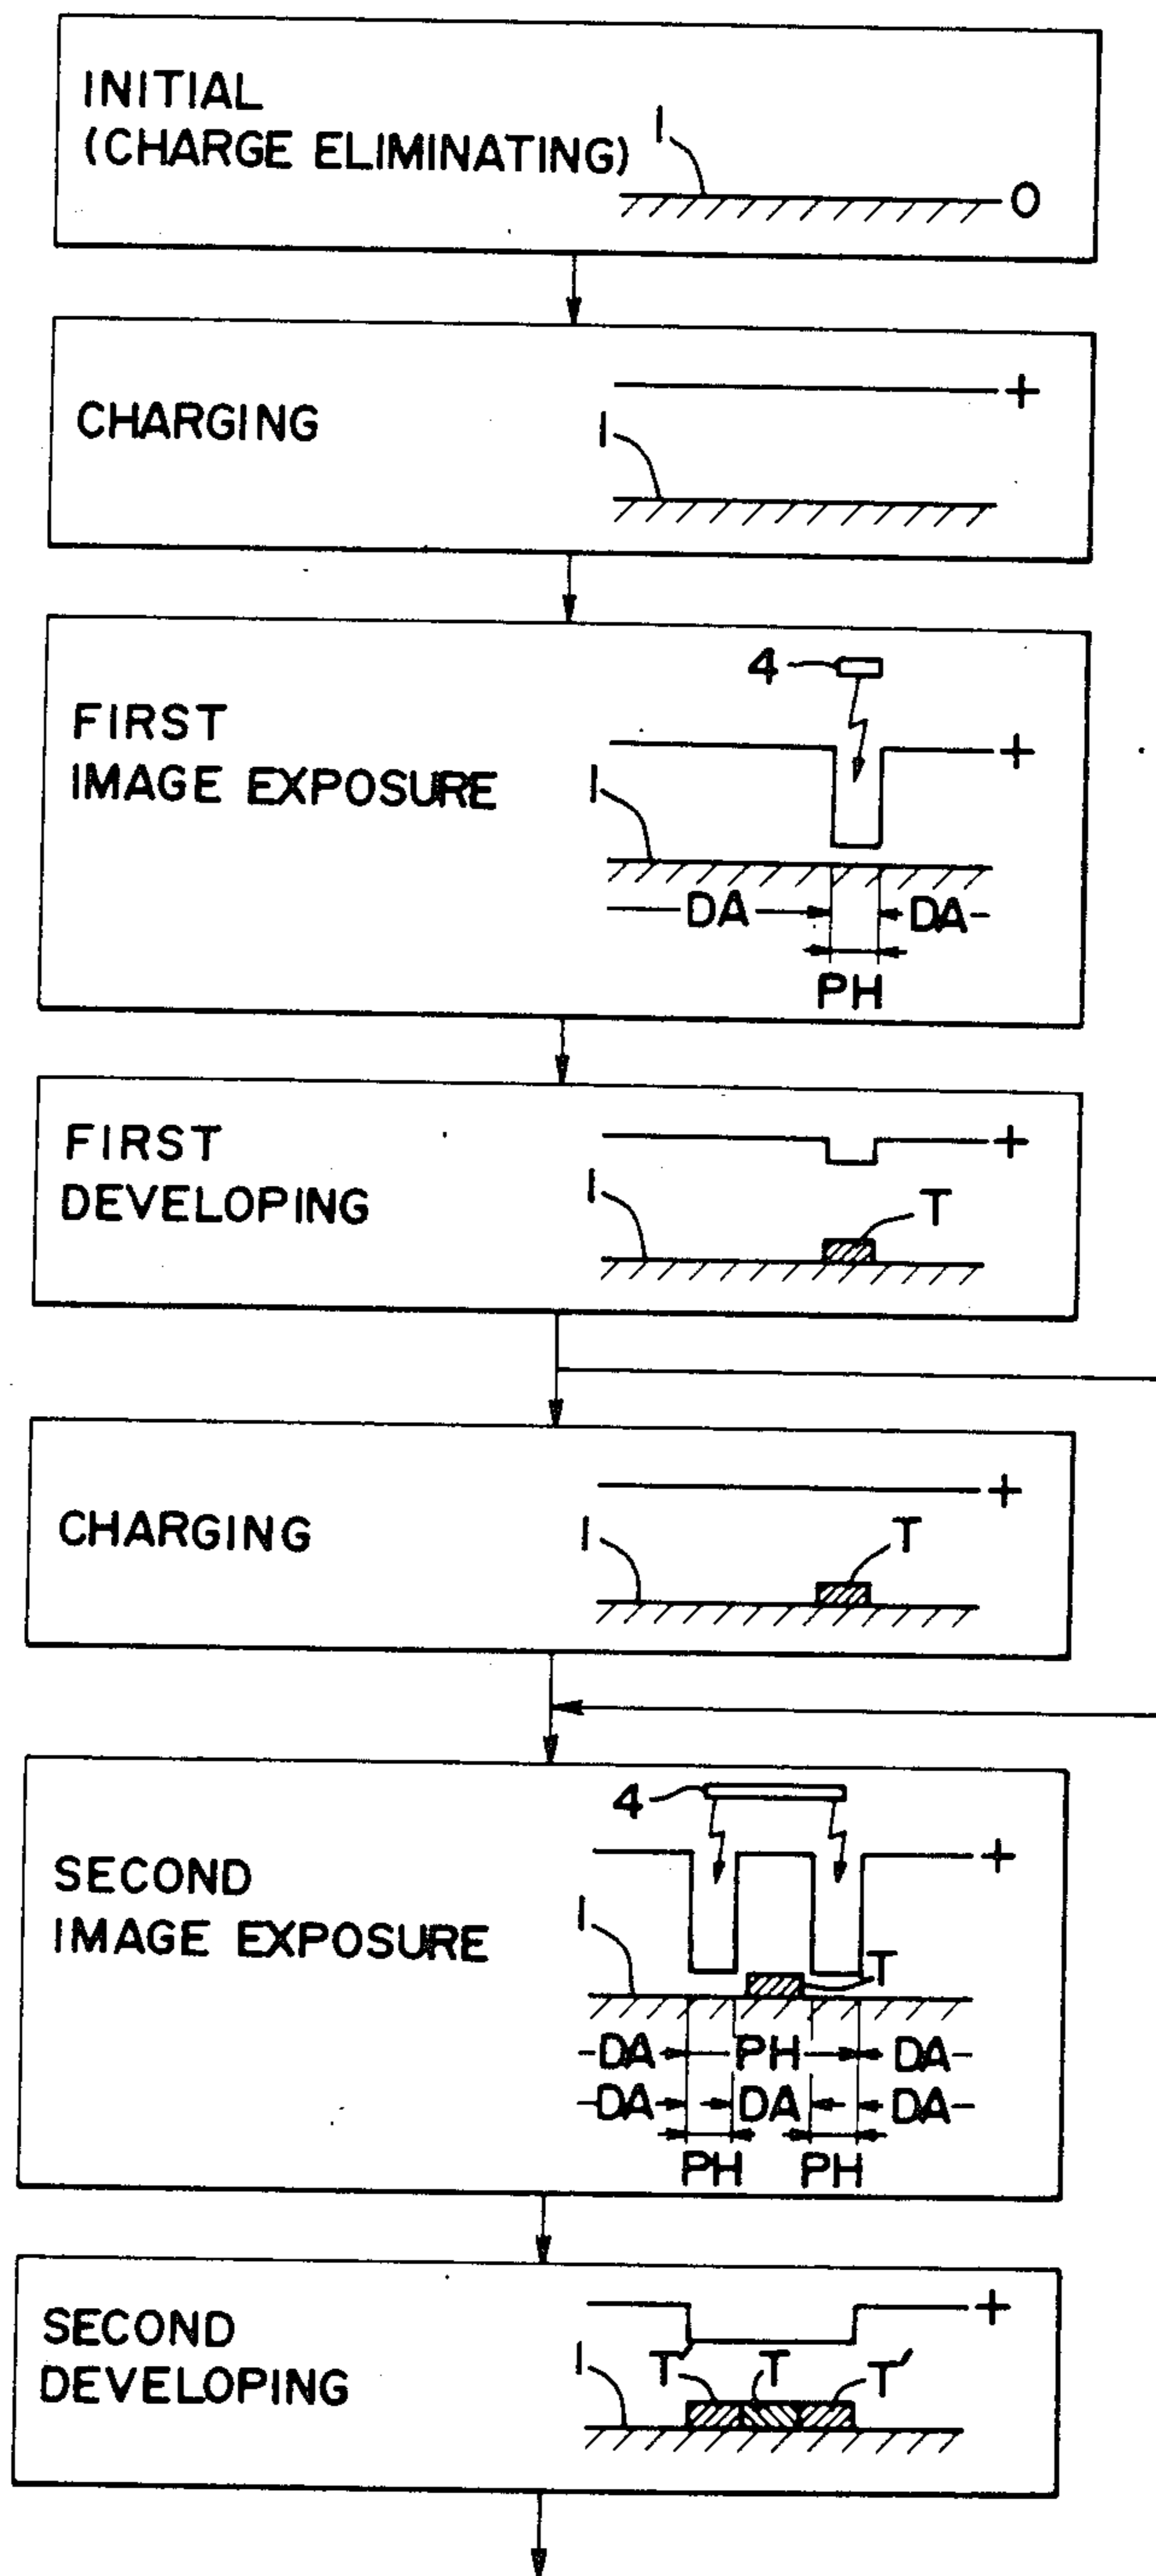 INITIAL
(CHARGE ELIMINATING)
1
0
CHARGING
+
1
FIRST
IMAGE EXPOSURE
4
+
1
DA DA
PH
FIRST
DEVELOPING
+
1
T
CHARGING
+
1
T
SECOND
IMAGE EXPOSURE
4
+
1
T
DA PH DA
DA DA DA
PH PH
SECOND
DEVELOPING
+
1
T' T T'